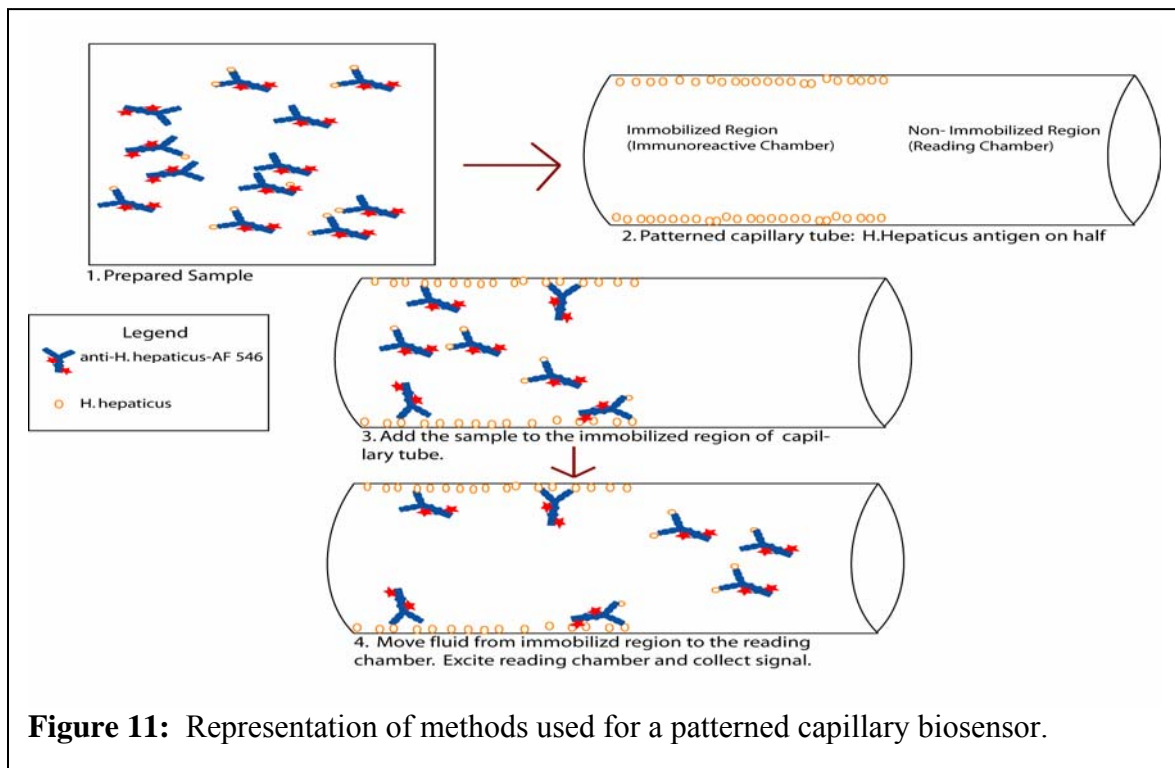 1. Prepared Sample
Immobilized Region
(Immunoreactive Chamber)
Non- Immobilized Region
(Reading Chamber)
2. Patterned capillary tube: H.Hepaticus antigen on half
Legend
anti-H. hepaticus-AF 546
H. hepaticus
3. Add the sample to the immobilized region of capil-
lary tube.
4. Move fluid from immobilizd region to the reading
chamber. Excite reading chamber and collect signal.
Figure 11: Representation of methods used for a patterned capillary biosensor.